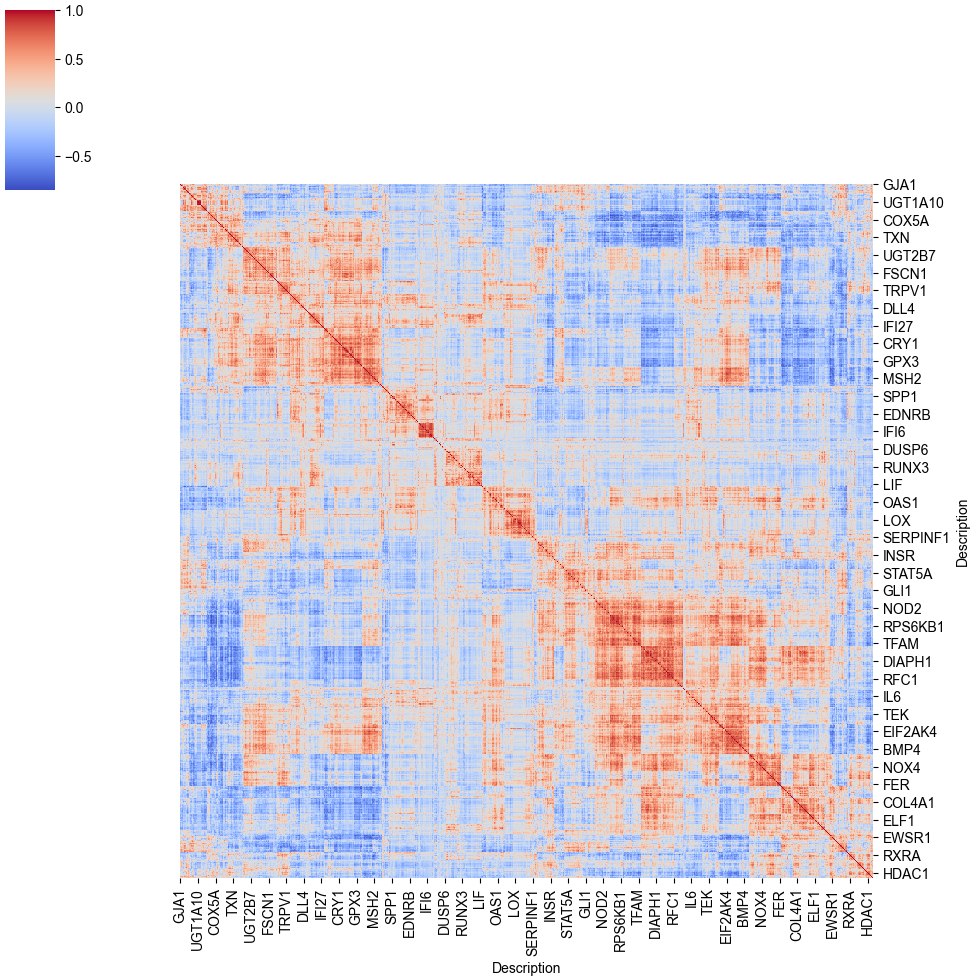 1.0
0.5
0.0
−0.5
GJA1
UGT1A10
COX5A
TXN
UGT2B7
FSCN1
TRPV1
DLL4
IFI27
CRY1
GPX3
MSH2
SPP1
EDNRB
IFI6
DUSP6
RUNX3
LIF
OAS1
LOX
SERPINF1
INSR
STAT5A
GLI1
NOD2
RPS6KB1
TFAM
DIAPH1
RFC1
IL6
TEK
EIF2AK4
BMP4
NOX4
FER
COL4A1
ELF1
EWSR1
RXRA
HDAC1
Description
GJA1
UGT1A10
COX5A
TXN
UGT2B7
FSCN1
TRPV1
DLL4
IFI27
CRY1
GPX3
MSH2
SPP1
EDNRB
IFI6
DUSP6
RUNX3
LIF
OAS1
LOX
SERPINF1
INSR
STAT5A
GLI1
NOD2
RPS6KB1
TFAM
DIAPH1
RFC1
IL6
TEK
EIF2AK4
BMP4
NOX4
FER
COL4A1
ELF1
EWSR1
RXRA
HDAC1
Description